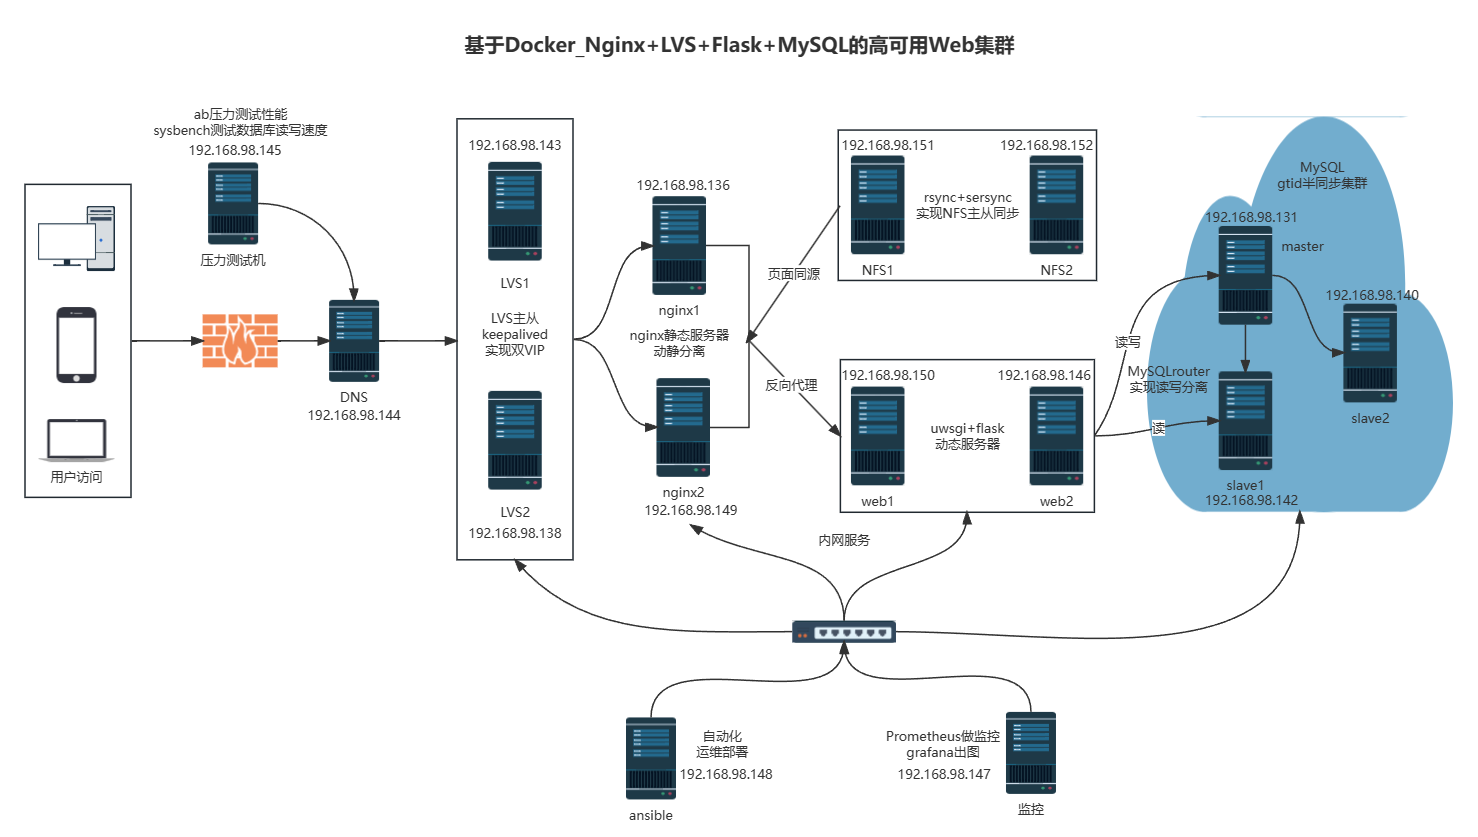 基于Docker_Nginx+LVS+Flask+MySQL的高可用Web集群
ab压力测试性能
sysbench测试数据库读写速度
192.168.98.145
压力测试机
用户访问
DNS
192.168.98.144
192.168.98.143
LVS1
LVS主从
keepalived
实现双VIP
LVS2
192.168.98.138
192.168.98.136
nginx1
nginx静态服务器
动静分离
nginx2
192.168.98.149
页面同源
反向代理
192.168.98.151
192.168.98.152
rsync+sersync
实现NFS主从同步
NFS1
NFS2
192.168.98.150
192.168.98.146
uwsgi+flask
动态服务器
web1
web2
内网服务
读写
读
MySQL
gtid半同步集群
192.168.98.131
master
192.168.98.140
slave2
MySQLrouter
实现读写分离
slave1
192.168.98.142
自动化
运维部署
192.168.98.148
ansible
Prometheus做监控
grafana出图
192.168.98.147
监控